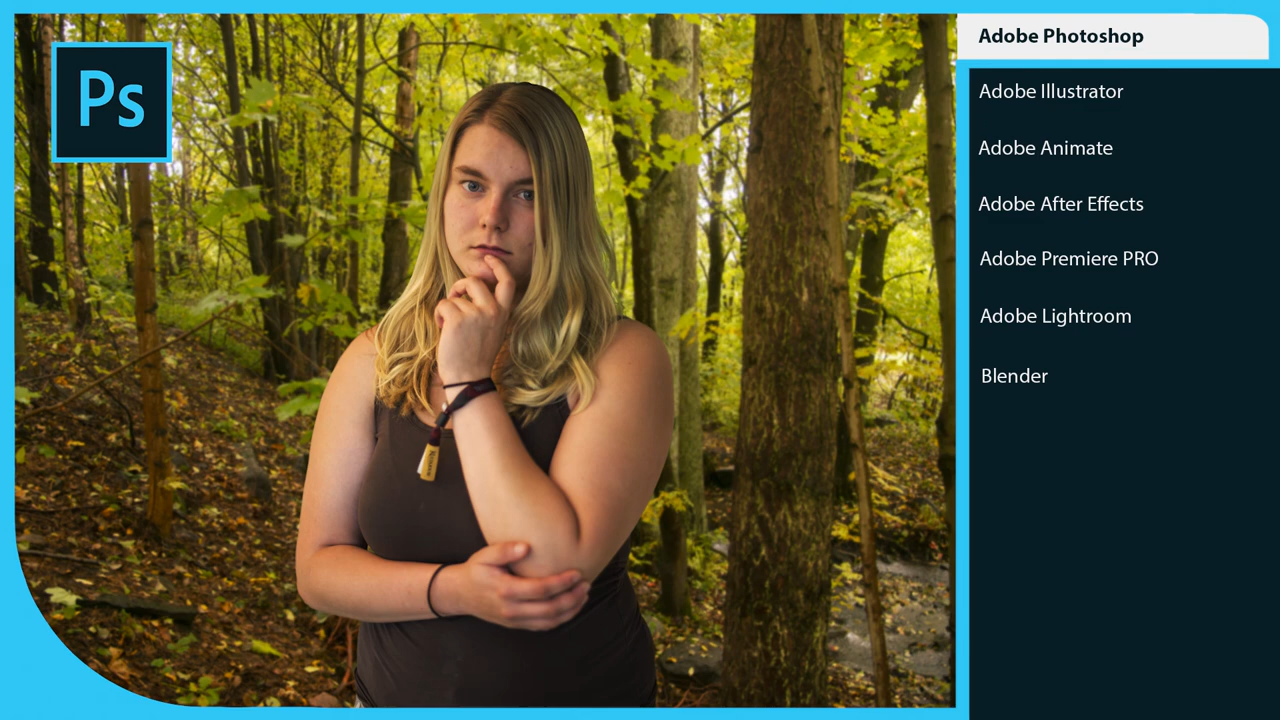 Ps
Adobe Photoshop
Adobe Illustrator
Adobe Animate
Adobe After Effects
Adobe Premiere PRO
Adobe Lightroom
Blender